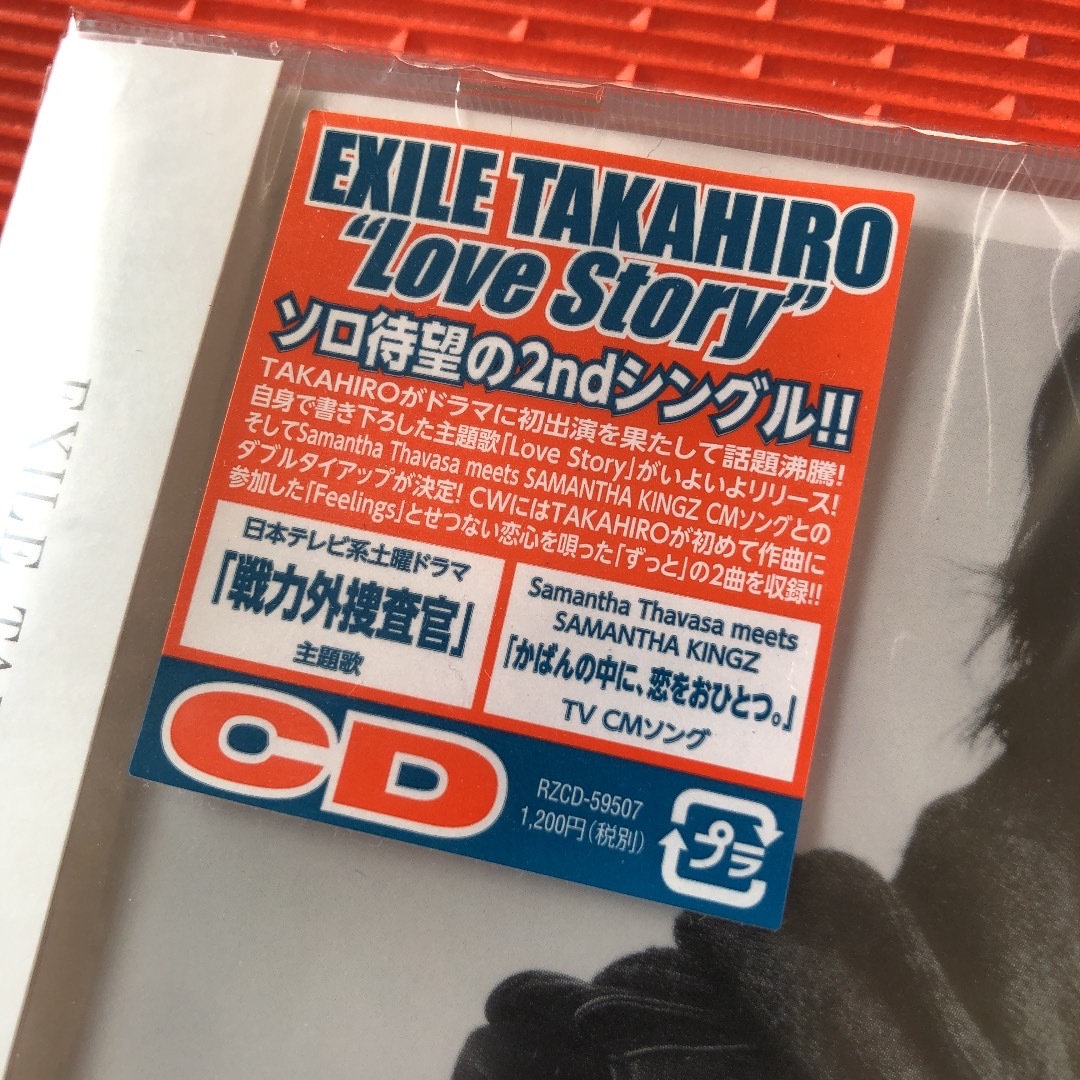 EXILE TAKAHIRO
“Love Story”
ソロ待望の2ndシングル!!
TAKAHIROがドラマに初出演を果たして話題沸騰!
自身で書き下ろした主題歌「Love Story」がいよいよリリース!
そしてSamantha Thavasa meets SAMANTHA KINGZ CMソングとの
ダブルタイアップが決定! CWにはTAKAHIROが初めて作曲に
参加した「Feelings」とせつない恋心を唄った「ずっと」の2曲を収録!!
日本テレビ系土曜ドラマ
「戦力外捜査官」
主題歌
Samantha Thavasa meets
SAMANTHA KINGZ
「かばんの中に、恋をおひとつ。」
TV CMソング
CD
RZCD-59507
1,200円(税別)
プラ
EXILE TA